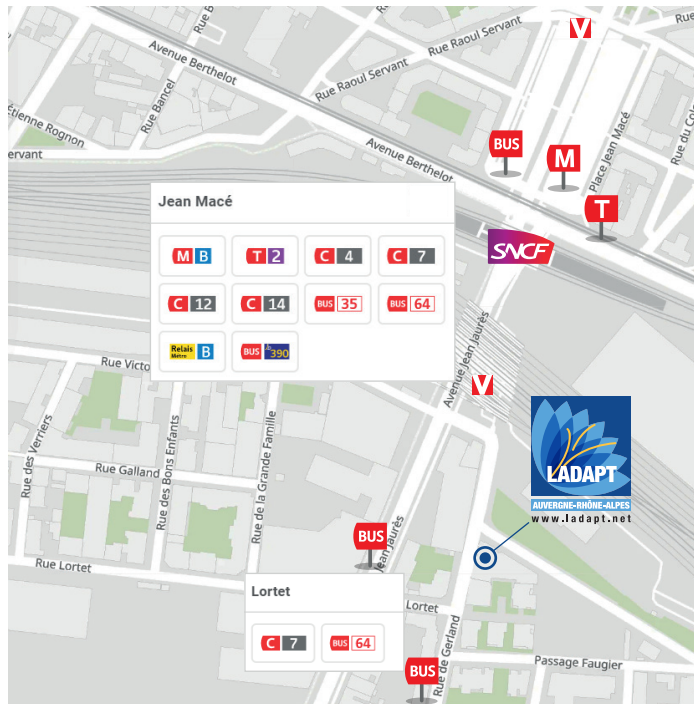 V
Rue Raoul Servant
Rue B
Avenue Berthelot
Rue Bancel
Rue Raoul Servant
Étienne Rognon
ervant
Avenue Berthelot
BUS
M
Place Jean Macé
Rue du Colo
T
SNCF
Jean Macé
M B
T 2
C 4
C 7
C 12
C 14
BUS 35
BUS 64
Relais Métro B
BUS 390
Rue Victo
Avenue Jean Jaurès
V
LADAPT
AUVERGNE-RHÔNE-ALPES
www.ladapt.net
Rue des Verriers
Rue Galland
Rue des Bons Enfants
Rue de la Grande Famille
BUS
Jean Jaurès
Rue Lortet
Lortet
C 7
BUS 64
Lortet
Rue de Gerland
Passage Faugier
BUS